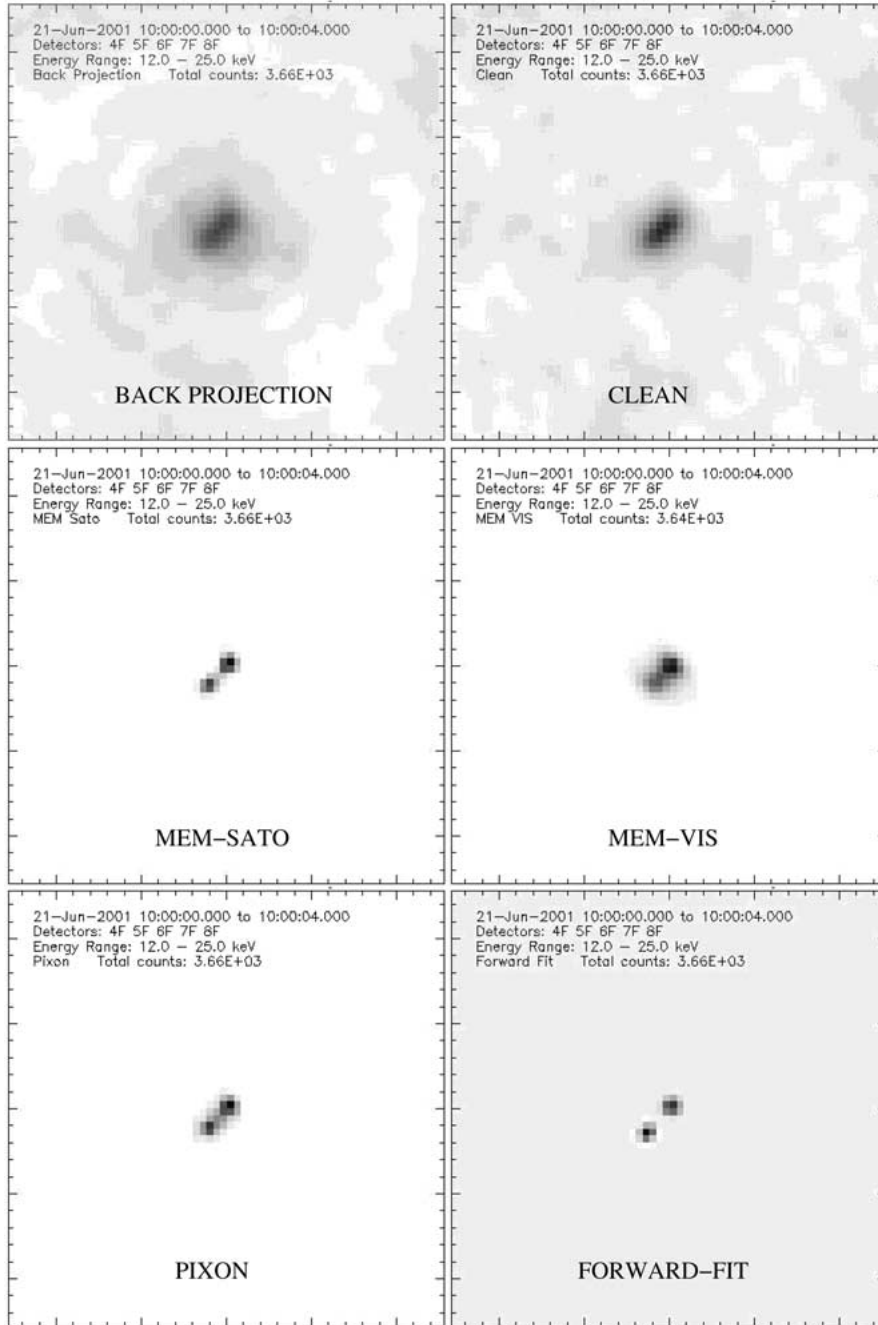 21-Jun-2001 10:00:00.000 to 10:00:04.000
Detectors: 4F 5F 6F 7F 8F
Energy Range: 12.0 – 25.0 keV
Back Projection Total counts: 3.66E+03
BACK PROJECTION
21-Jun-2001 10:00:00.000 to 10:00:04.000
Detectors: 4F 5F 6F 7F 8F
Energy Range: 12.0 – 25.0 keV
Clean Total counts: 3.66E+03
CLEAN
21-Jun-2001 10:00:00.000 to 10:00:04.000
Detectors: 4F 5F 6F 7F 8F
Energy Range: 12.0 – 25.0 keV
MEM Sato Total counts: 3.66E+03
MEM–SATO
21-Jun-2001 10:00:00.000 to 10:00:04.000
Detectors: 4F 5F 6F 7F 8F
Energy Range: 12.0 – 25.0 keV
MEM VIS Total counts: 3.64E+03
MEM–VIS
21-Jun-2001 10:00:00.000 to 10:00:04.000
Detectors: 4F 5F 6F 7F 8F
Energy Range: 12.0 – 25.0 keV
Pixon Total counts: 3.66E+03
PIXON
21-Jun-2001 10:00:00.000 to 10:00:04.000
Detectors: 4F 5F 6F 7F 8F
Energy Range: 12.0 – 25.0 keV
Forward Fit Total counts: 3.66E+03
FORWARD–FIT